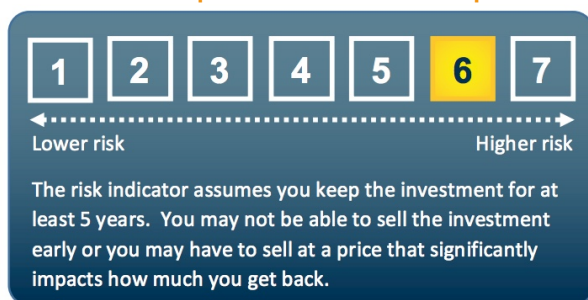 1 2 3 4 5 6 7
Lower risk Higher risk
The risk indicator assumes you keep the investment for at
least 5 years. You may not be able to sell the investment
early or you may have to sell at a price that significantly
impacts how much you get back.